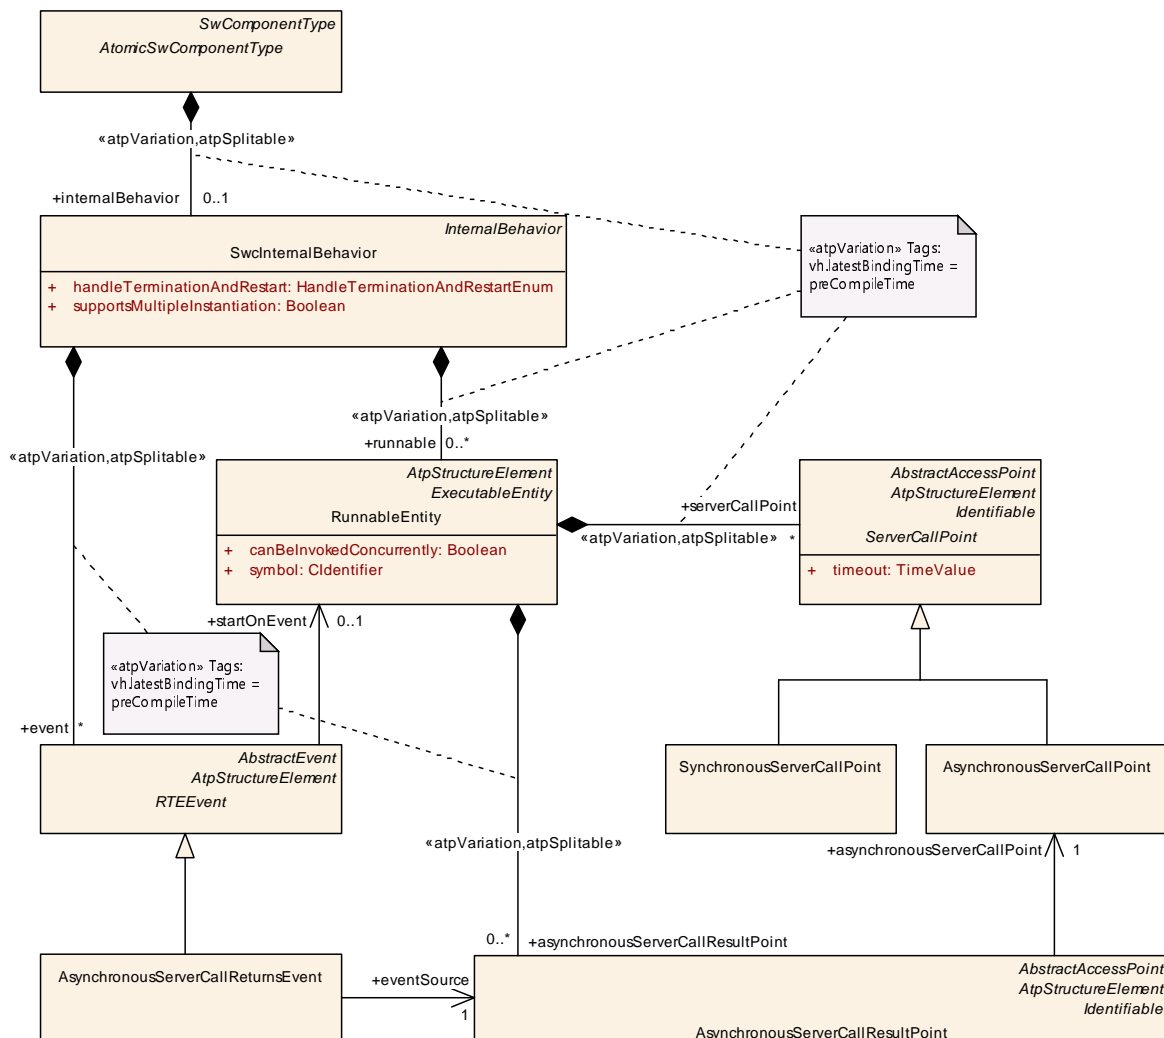 SwComponentType
AtomicSwComponentType
«atpVariation,atpSplitable»
+internalBehavior 0..1
InternalBehavior
SwcInternalBehavior
+ handleTerminationAndRestart: HandleTerminationAndRestartEnum
+ supportsMultipleInstantiation: Boolean
«atpVariation» Tags:
vh.latestBindingTime =
preCompileTime
«atpVariation,atpSplitable»
+runnable 0..*
«atpVariation,atpSplitable»
AtpStructureElement
ExecutableEntity
RunnableEntity
+ canBeInvokedConcurrently: Boolean
+ symbol: CIdentifier
+serverCallPoint
«atpVariation,atpSplitable» *
AbstractAccessPoint
AtpStructureElement
Identifiable
ServerCallPoint
+ timeout: TimeValue
+startOnEvent 0..1
«atpVariation» Tags:
vh.latestBindingTime =
preCompileTime
+event *
AbstractEvent
AtpStructureElement
RTEEvent
SynchronousServerCallPoint
AsynchronousServerCallPoint
«atpVariation,atpSplitable»
+asynchronousServerCallPoint 1
0..* +asynchronousServerCallResultPoint
AsynchronousServerCallReturnsEvent
+eventSource
1
AbstractAccessPoint
AtpStructureElement
Identifiable
AsynchronousServerCallResultPoint